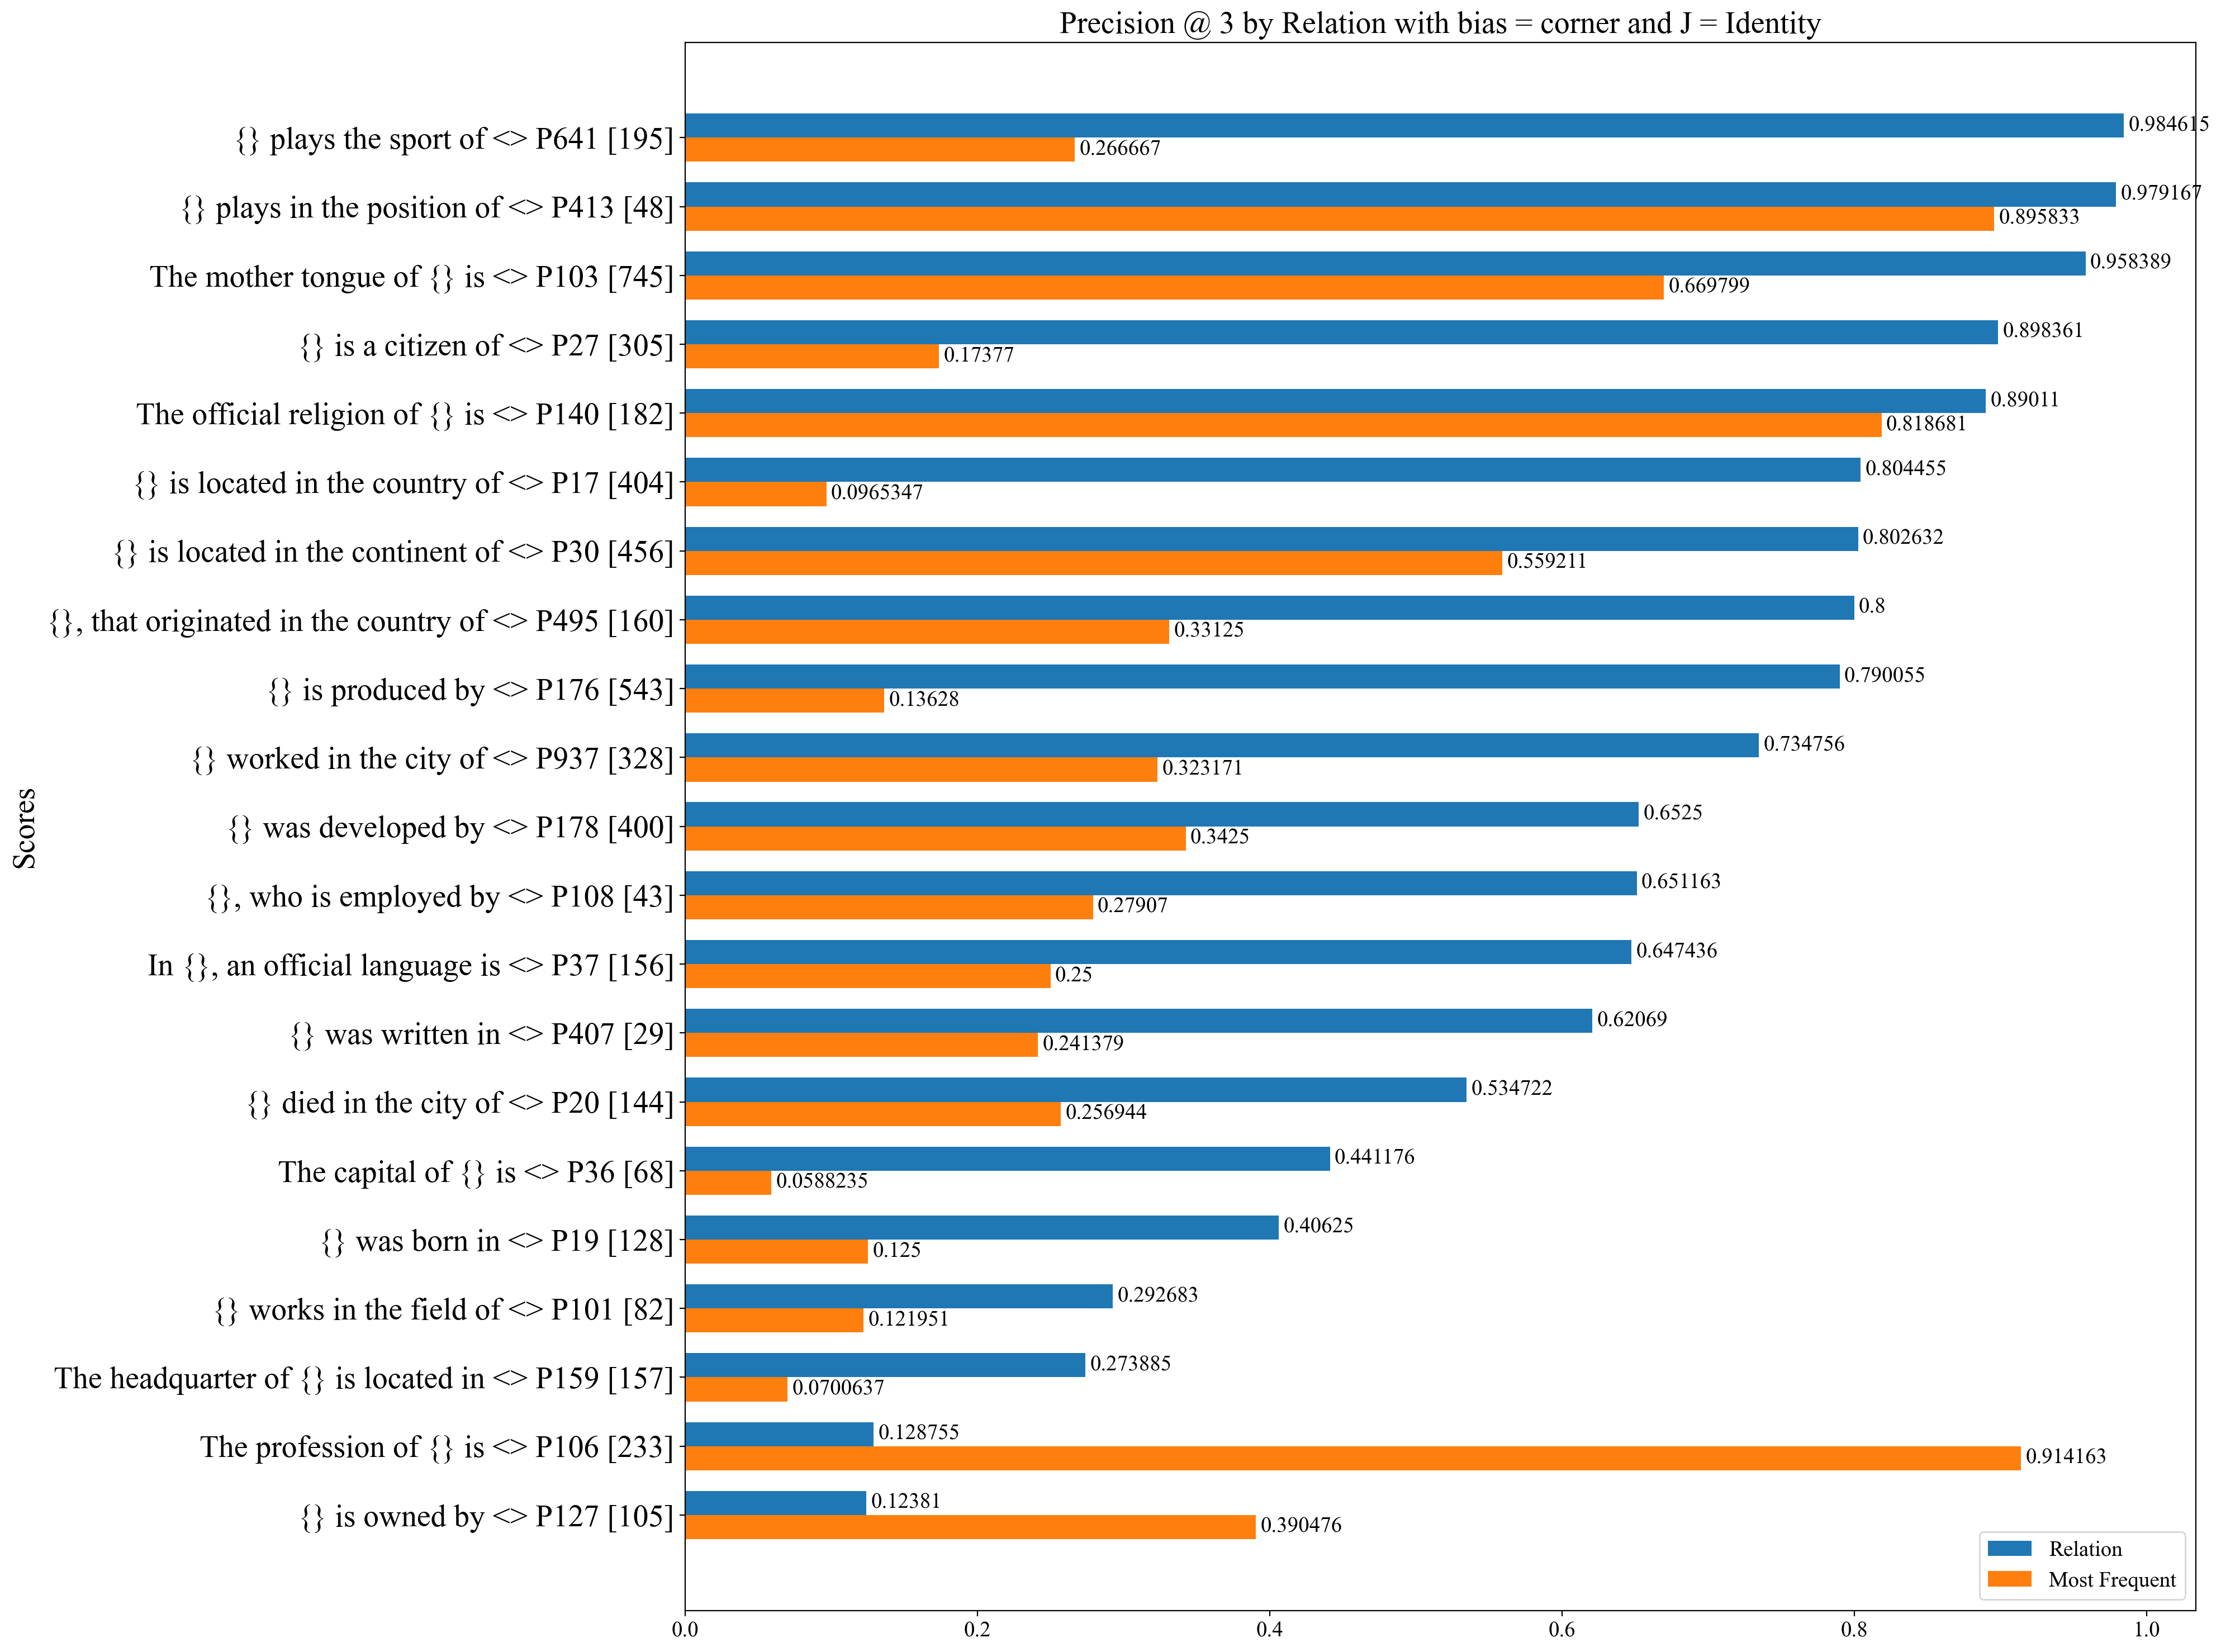 Precision @ 3 by Relation with bias = corner and J = Identity
Scores
{} plays the sport of <> P641 [195]
0.984615
0.266667
{} plays in the position of <> P413 [48]
0.979167
0.895833
The mother tongue of {} is <> P103 [745]
0.958389
0.669799
{} is a citizen of <> P27 [305]
0.898361
0.17377
The official religion of {} is <> P140 [182]
0.89011
0.818681
{} is located in the country of <> P17 [404]
0.804455
0.0965347
{} is located in the continent of <> P30 [456]
0.802632
0.559211
{}, that originated in the country of <> P495 [160]
0.8
0.33125
{} is produced by <> P176 [543]
0.790055
0.13628
{} worked in the city of <> P937 [328]
0.734756
0.323171
{} was developed by <> P178 [400]
0.6525
0.3425
{}, who is employed by <> P108 [43]
0.651163
0.27907
In {}, an official language is <> P37 [156]
0.647436
0.25
{} was written in <> P407 [29]
0.62069
0.241379
{} died in the city of <> P20 [144]
0.534722
0.256944
The capital of {} is <> P36 [68]
0.441176
0.0588235
{} was born in <> P19 [128]
0.40625
0.125
{} works in the field of <> P101 [82]
0.292683
0.121951
The headquarter of {} is located in <> P159 [157]
0.273885
0.0700637
The profession of {} is <> P106 [233]
0.128755
0.914163
{} is owned by <> P127 [105]
0.12381
0.390476
Relation
Most Frequent
0.0 0.2 0.4 0.6 0.8 1.0